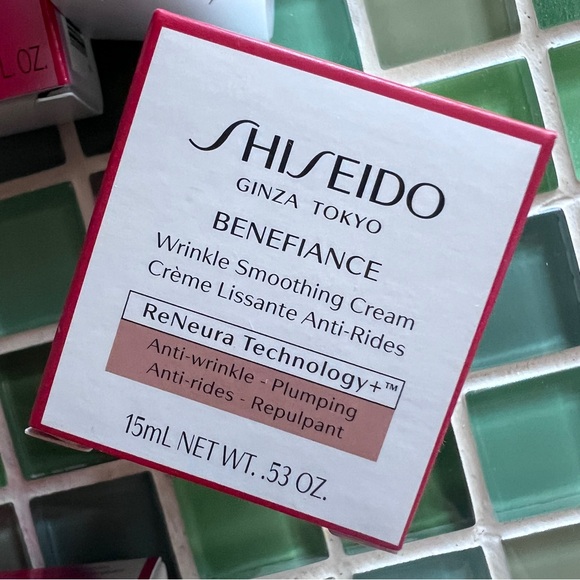 L OZ.
SHISEIDO
GINZA TOKYO
BENEFIANCE
Wrinkle Smoothing Cream
Crème Lissante Anti-Rides
ReNeura Technology+™
Anti-wrinkle - Plumping
Anti-rides - Repulpant
15mL NET WT. .53 OZ.